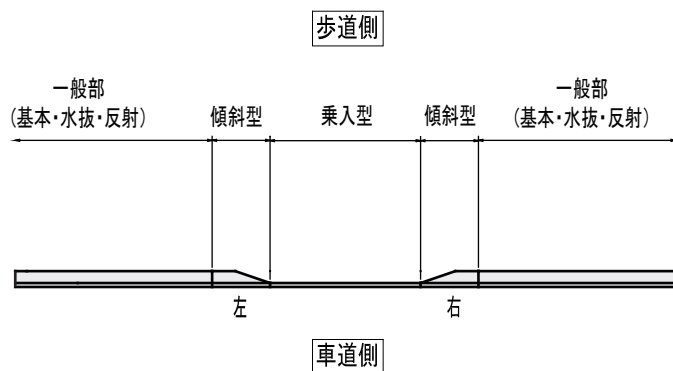 歩道側
一般部
(基本・水抜・反射)
傾斜型
乗入型
傾斜型
一般部
(基本・水抜・反射)
左
右
車道側